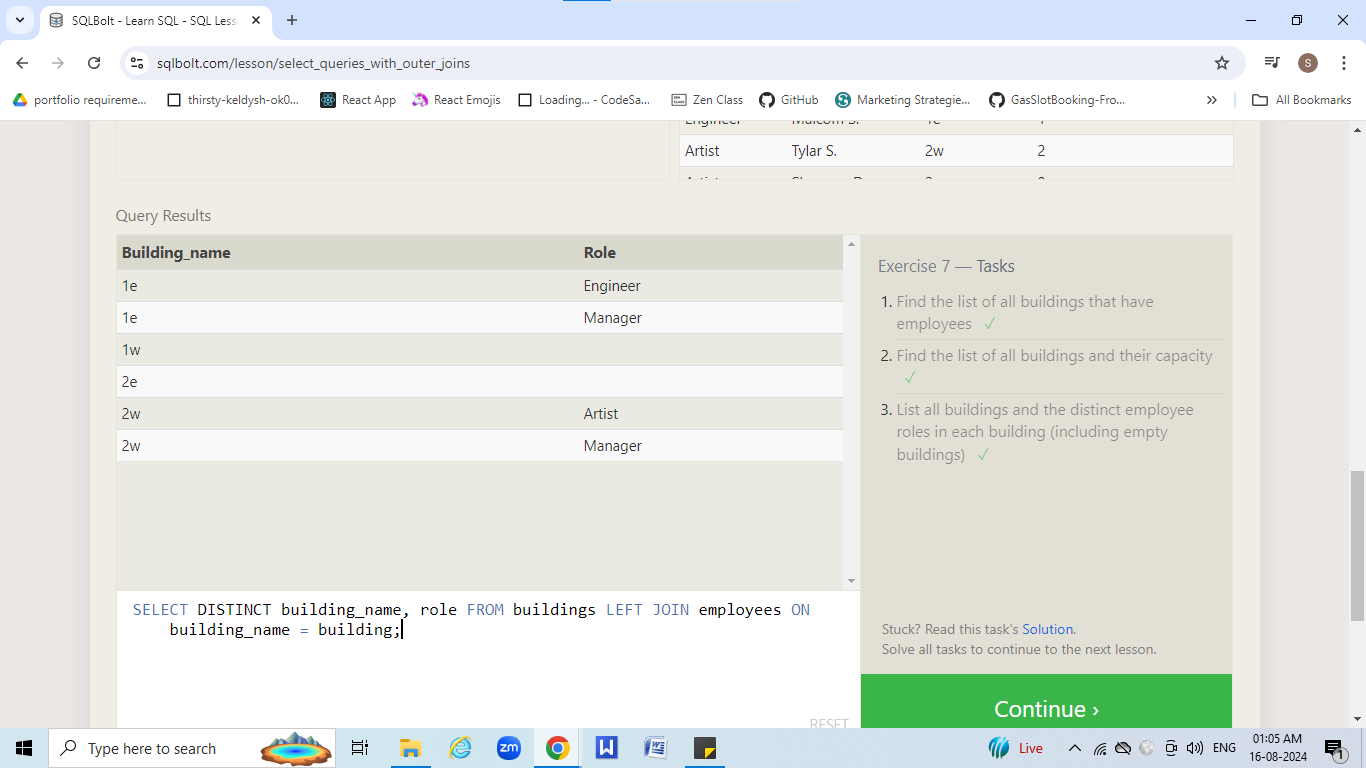 SQLBolt - Learn SQL - SQL Less
sqlbolt.com/lesson/select_queries_with_outer_joins
S
portfolio requireme...
thirsty-keldysh-ok0...
React App
React Emojis
Loading... - CodeSa...
Zen Class
GitHub
Marketing Strategie...
GasSlotBooking-Fro...
All Bookmarks
Engineer Malcom S. 1e
Artist Tylar S. 2w 2
Artist
Query Results
Building_name Role
1e Engineer
1e Manager
1w
2e
2w Artist
2w Manager
Exercise 7 — Tasks
1. Find the list of all buildings that have
employees ✓
2. Find the list of all buildings and their capacity
✓
3. List all buildings and the distinct employee
roles in each building (including empty
buildings) ✓
SELECT DISTINCT building_name, role FROM buildings LEFT JOIN employees ON
building_name = building;
RESET
Stuck? Read this task's Solution.
Solve all tasks to continue to the next lesson.
Continue ›
Type here to search
zm
W
Live
ENG
01:05 AM
16-08-2024
1